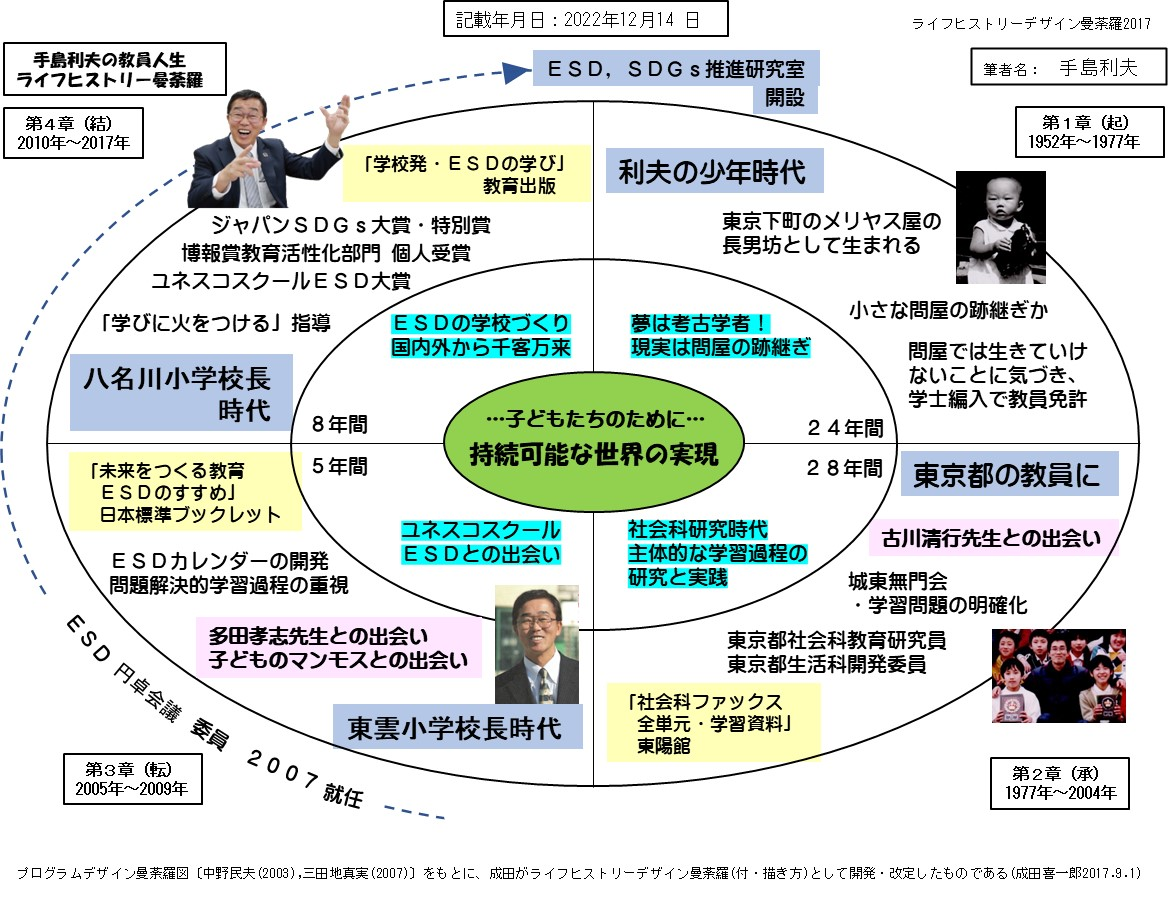 記載年月日：2022年12月14 日
ライフヒストリーデザイン曼荼羅2017
手島利夫の教員人生
ライフヒストリー曼荼羅
筆者名： 手島利夫
ＥＳＤ，ＳＤＧｓ推進研究室
開設
第４章（結）
2010年～2017年
第１章（起）
1952年～1977年
「学校発・ＥＳＤの学び」
教育出版
ジャパンＳＤＧｓ大賞・特別賞
博報賞教育活性化部門 個人受賞
ユネスコスクールＥＳＤ大賞
「学びに火をつける」指導
八名川小学校長
時代
ＥＳＤの学校づくり
国内外から千客万来
８年間
利夫の少年時代
東京下町のメリヤス屋の
長男坊として生まれる
小さな問屋の跡継ぎか
問屋では生きていけ
ないことに気づき、
学士編入で教員免許
夢は考古学者！
現実は問屋の跡継ぎ
２４年間
…子どもたちのために…
持続可能な世界の実現
５年間
「未来をつくる教育
ＥＳＤのすすめ」
日本標準ブックレット
ユネスコスクール
ＥＳＤとの出会い
ＥＳＤカレンダーの開発
問題解決的学習過程の重視
多田孝志先生との出会い
子どものマンモスとの出会い
東雲小学校長時代
２８年間
東京都の教員に
古川清行先生との出会い
社会科研究時代
主体的な学習過程の
研究と実践
城東無門会
・学習問題の明確化
東京都社会科教育研究員
東京都生活科開発委員
「社会科ファックス
全単元・学習資料」
東陽館
ＥＳＤ 円卓会議 委員 ２００７ 就任
第３章（転）
2005年～2009年
第２章（承）
1977年～2004年
プログラムデザイン曼荼羅図〔中野民夫(2003),三田地真実(2007)〕をもとに、成田がライフヒストリーデザイン曼荼羅(付・描き方)として開発・改定したものである(成田喜一郎2017.9.1)